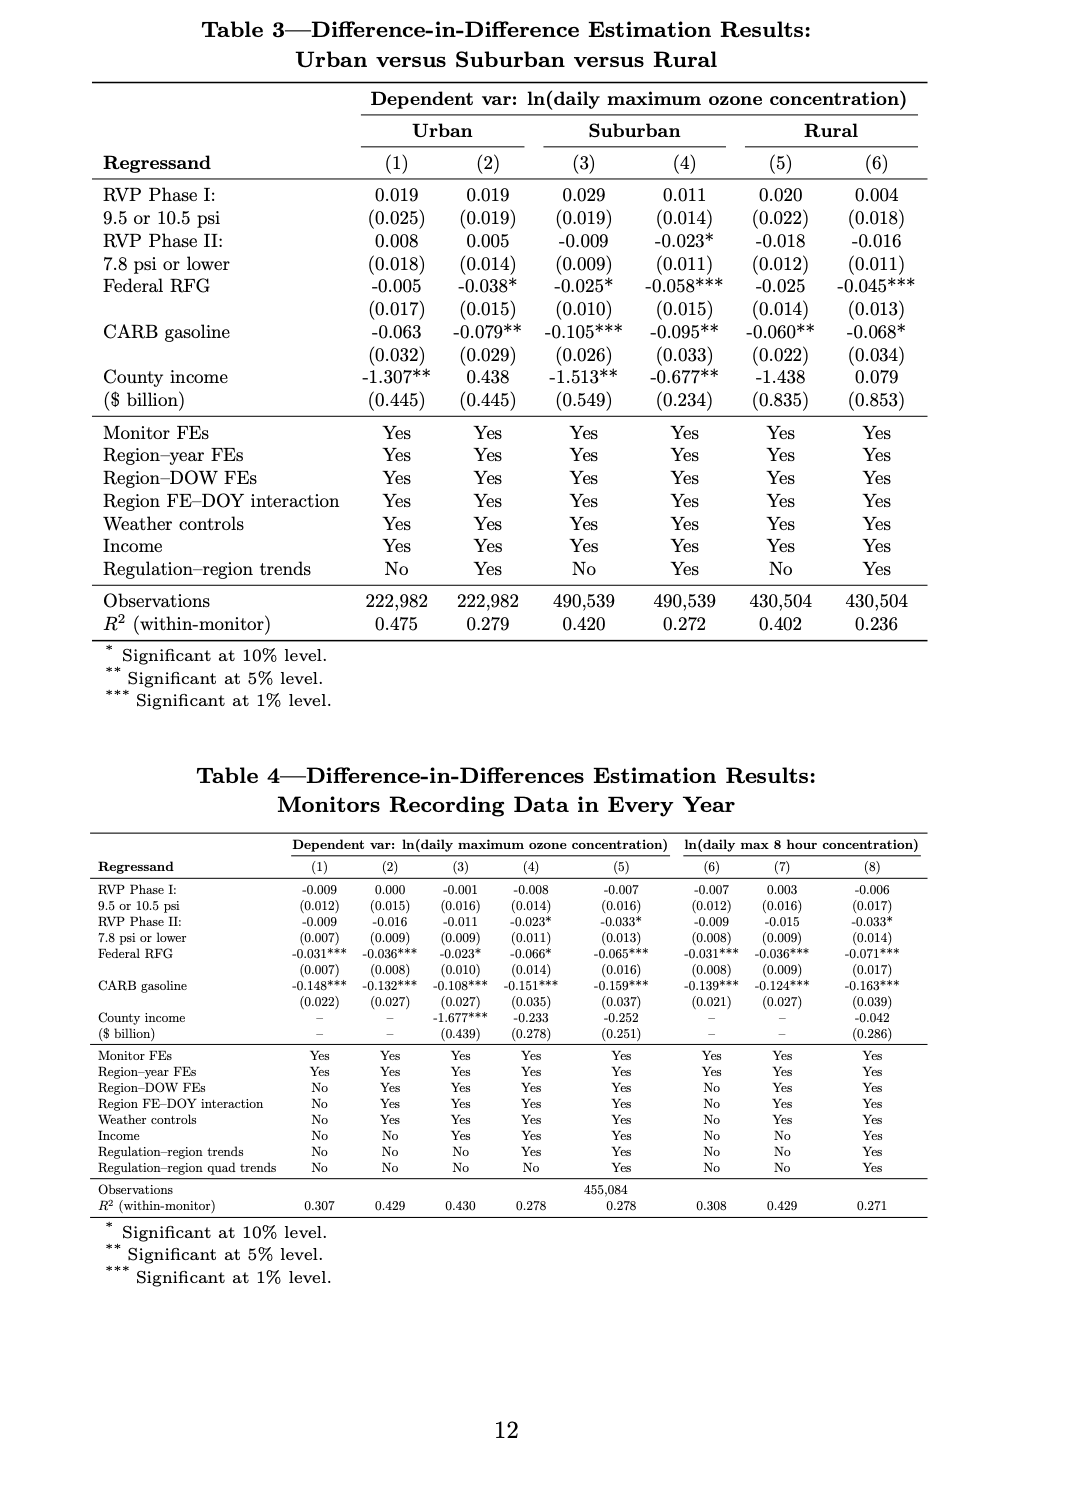 Table 3—Difference-in-Difference Estimation Results:
Urban versus Suburban versus Rural
Dependent var: ln(daily maximum ozone concentration)
Urban Suburban Rural
Regressand (1) (2) (3) (4) (5) (6)
RVP Phase I: 0.019 0.019 0.029 0.011 0.020 0.004
9.5 or 10.5 psi (0.025) (0.019) (0.019) (0.014) (0.022) (0.018)
RVP Phase II: 0.008 0.005 -0.009 -0.023* -0.018 -0.016
7.8 psi or lower (0.018) (0.014) (0.009) (0.011) (0.012) (0.011)
Federal RFG -0.005 -0.038* -0.025* -0.058*** -0.025 -0.045***
(0.017) (0.015) (0.010) (0.015) (0.014) (0.013)
CARB gasoline -0.063 -0.079** -0.105*** -0.095** -0.060** -0.068*
(0.032) (0.029) (0.026) (0.033) (0.022) (0.034)
County income -1.307** 0.438 -1.513** -0.677** -1.438 0.079
($ billion) (0.445) (0.445) (0.549) (0.234) (0.835) (0.853)
Monitor FEs Yes Yes Yes Yes Yes Yes
Region–year FEs Yes Yes Yes Yes Yes Yes
Region–DOW FEs Yes Yes Yes Yes Yes Yes
Region FE–DOY interaction Yes Yes Yes Yes Yes Yes
Weather controls Yes Yes Yes Yes Yes Yes
Income Yes Yes Yes Yes Yes Yes
Regulation–region trends No Yes No Yes No Yes
Observations 222,982 222,982 490,539 490,539 430,504 430,504
R² (within-monitor) 0.475 0.279 0.420 0.272 0.402 0.236
* Significant at 10% level.
** Significant at 5% level.
*** Significant at 1% level.
Table 4—Difference-in-Differences Estimation Results:
Monitors Recording Data in Every Year
Dependent var: ln(daily maximum ozone concentration) ln(daily max 8 hour concentration)
Regressand (1) (2) (3) (4) (5) (6) (7) (8)
RVP Phase I: -0.009 0.000 -0.001 -0.008 -0.007 -0.007 0.003 -0.006
9.5 or 10.5 psi (0.012) (0.015) (0.016) (0.014) (0.016) (0.012) (0.016) (0.017)
RVP Phase II: -0.009 -0.016 -0.011 -0.023* -0.033* -0.009 -0.015 -0.033*
7.8 psi or lower (0.007) (0.009) (0.009) (0.011) (0.013) (0.008) (0.009) (0.014)
Federal RFG -0.031*** -0.036*** -0.023* -0.066* -0.065*** -0.031*** -0.036*** -0.071***
(0.007) (0.008) (0.010) (0.014) (0.016) (0.008) (0.009) (0.017)
CARB gasoline -0.148*** -0.132*** -0.108*** -0.151*** -0.159*** -0.139*** -0.124*** -0.163***
(0.022) (0.027) (0.027) (0.035) (0.037) (0.021) (0.027) (0.039)
County income – – -1.677*** -0.233 -0.252 – – -0.042
($ billion) – – (0.439) (0.278) (0.251) – – (0.286)
Monitor FEs Yes Yes Yes Yes Yes Yes Yes Yes
Region–year FEs Yes Yes Yes Yes Yes Yes Yes Yes
Region–DOW FEs No Yes Yes Yes Yes No Yes Yes
Region FE–DOY interaction No Yes Yes Yes Yes No Yes Yes
Weather controls No Yes Yes Yes Yes No Yes Yes
Income No No Yes Yes Yes No No Yes
Regulation–region trends No No No Yes Yes No No Yes
Regulation–region quad trends No No No No Yes No No Yes
Observations 455,084
R² (within-monitor) 0.307 0.429 0.430 0.278 0.278 0.308 0.429 0.271
* Significant at 10% level.
** Significant at 5% level.
*** Significant at 1% level.
12